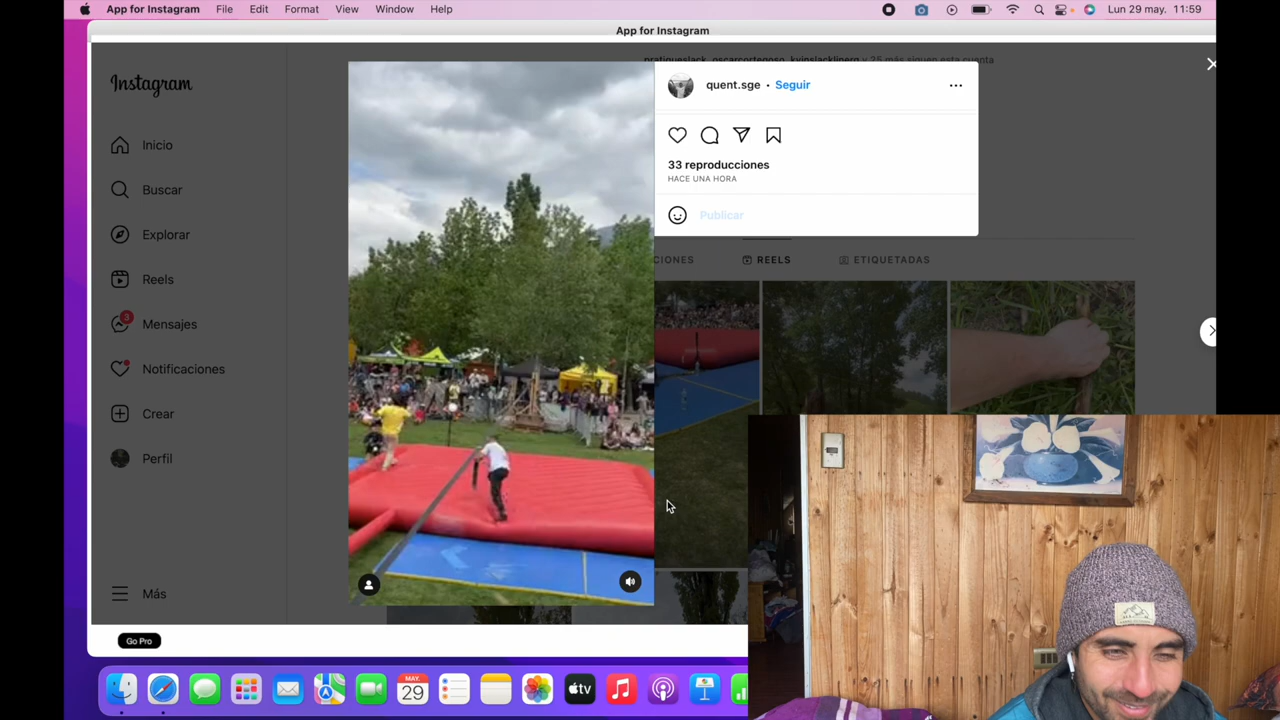 App for Instagram File Edit Format View Window Help Lun 29 may. 11:59
App for Instagram
Instagram
quent.sge • Seguir
Inicio
33 reproducciones
HACE UNA HORA
Buscar
Publicar
Explorar
CIONES REELS ETIQUETADAS
Reels
3
Mensajes
Notificaciones
Crear
Perfil
Más
Go Pro
MAY.
29
tv